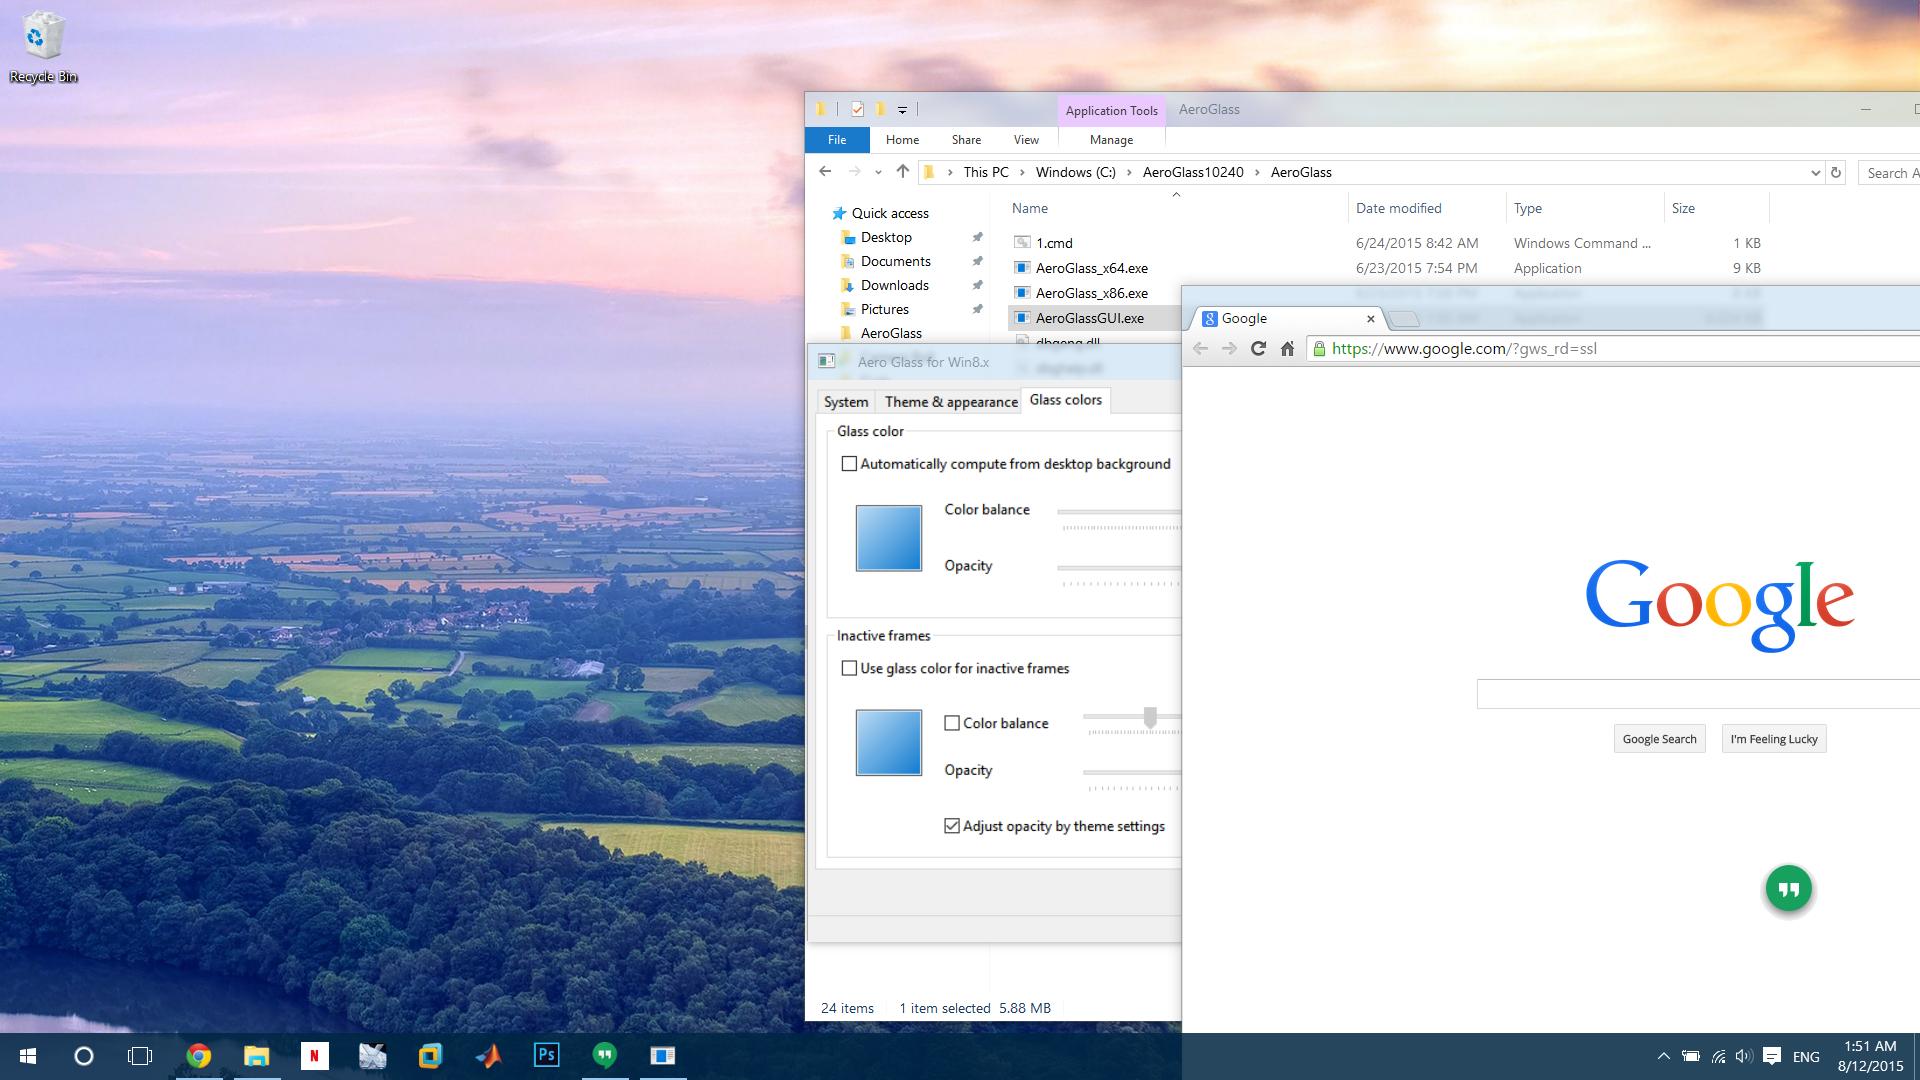 Recycle Bin
Application Tools
AeroGlass
File
Home
Share
View
Manage
This PC
Windows (C:)
AeroGlass10240
AeroGlass
Search A
Quick access
Desktop
Documents
Downloads
Pictures
AeroGlass
Name
Date modified
Type
Size
1.cmd
6/24/2015 8:42 AM
Windows Command ...
1 KB
AeroGlass_x64.exe
6/23/2015 7:54 PM
Application
9 KB
AeroGlass_x86.exe
AeroGlassGUI.exe
dbgeng.dll
Aero Glass for Win8.x
System
Theme & appearance
Glass colors
Glass color
Automatically compute from desktop background
Color balance
Opacity
Inactive frames
Use glass color for inactive frames
Color balance
Opacity
Adjust opacity by theme settings
24 items
1 item selected 5.88 MB
Google
https://www.google.com/?gws_rd=ssl
Google
Google Search
I'm Feeling Lucky
N
Ps
ENG
1:51 AM
8/12/2015